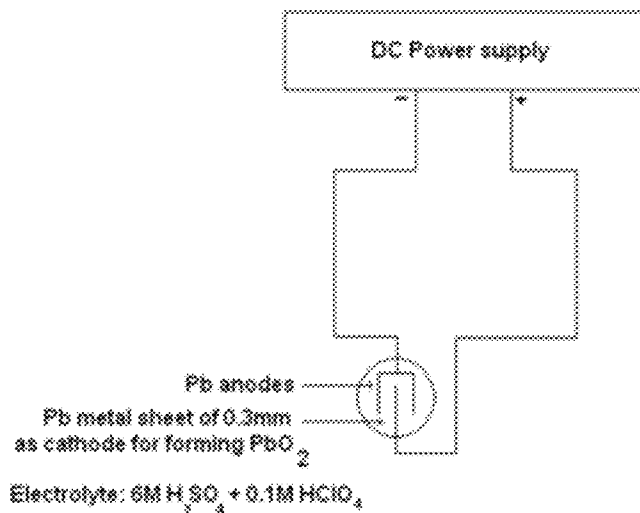 DC Power supply
- +
Pb anodes
Pb metal sheet of 0.3mm
as cathode for forming PbO₂
Electrolyte: 6M H₂SO₄ + 0.1M HClO₄